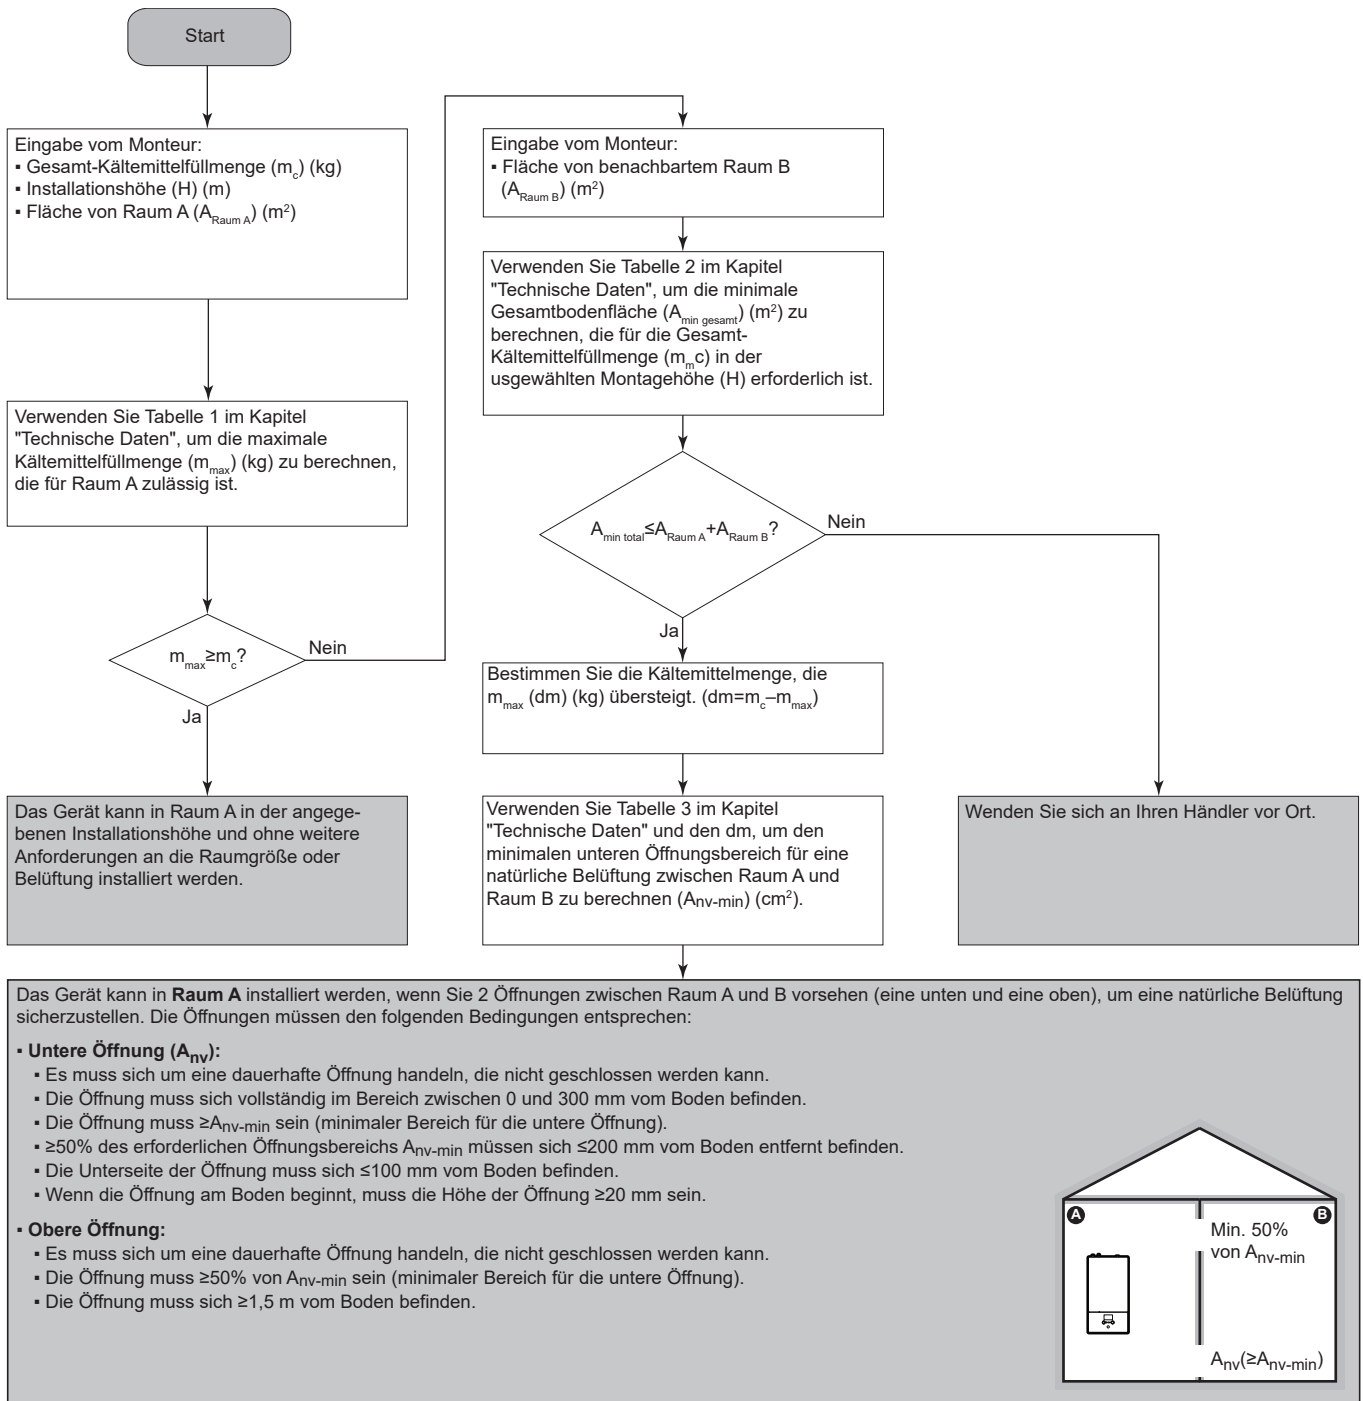 Start
Eingabe vom Monteur:
▪ Gesamt-Kältemittelfüllmenge (mc) (kg)
▪ Installationshöhe (H) (m)
▪ Fläche von Raum A (ARaum A) (m²)
Verwenden Sie Tabelle 1 im Kapitel
"Technische Daten", um die maximale
Kältemittelfüllmenge (mmax) (kg) zu berechnen,
die für Raum A zulässig ist.
mmax≥mc?
Nein
Ja
Das Gerät kann in Raum A in der angege-
benen Installationshöhe und ohne weitere
Anforderungen an die Raumgröße oder
Belüftung installiert werden.
Eingabe vom Monteur:
▪ Fläche von benachbartem Raum B
(ARaum B) (m²)
Verwenden Sie Tabelle 2 im Kapitel
"Technische Daten", um die minimale
Gesamtbodenfläche (Amin gesamt) (m²) zu
berechnen, die für die Gesamt-
Kältemittelfüllmenge (mmc) in der
usgewählten Montagehöhe (H) erforderlich ist.
Amin total≤ARaum A+ARaum B?
Nein
Ja
Bestimmen Sie die Kältemittelmenge, die
mmax (dm) (kg) übersteigt. (dm=mc–mmax)
Verwenden Sie Tabelle 3 im Kapitel
"Technische Daten" und den dm, um den
minimalen unteren Öffnungsbereich für eine
natürliche Belüftung zwischen Raum A und
Raum B zu berechnen (Anv-min) (cm²).
Wenden Sie sich an Ihren Händler vor Ort.
Das Gerät kann in Raum A installiert werden, wenn Sie 2 Öffnungen zwischen Raum A und B vorsehen (eine unten und eine oben), um eine natürliche Belüftung
sicherzustellen. Die Öffnungen müssen den folgenden Bedingungen entsprechen:
▪ Untere Öffnung (Anv):
▪ Es muss sich um eine dauerhafte Öffnung handeln, die nicht geschlossen werden kann.
▪ Die Öffnung muss sich vollständig im Bereich zwischen 0 und 300 mm vom Boden befinden.
▪ Die Öffnung muss ≥Anv-min sein (minimaler Bereich für die untere Öffnung).
▪ ≥50% des erforderlichen Öffnungsbereichs Anv-min müssen sich ≤200 mm vom Boden entfernt befinden.
▪ Die Unterseite der Öffnung muss sich ≤100 mm vom Boden befinden.
▪ Wenn die Öffnung am Boden beginnt, muss die Höhe der Öffnung ≥20 mm sein.
▪ Obere Öffnung:
▪ Es muss sich um eine dauerhafte Öffnung handeln, die nicht geschlossen werden kann.
▪ Die Öffnung muss ≥50% von Anv-min sein (minimaler Bereich für die untere Öffnung).
▪ Die Öffnung muss sich ≥1,5 m vom Boden befinden.
A
B
Min. 50%
von Anv-min
Anv(≥Anv-min)